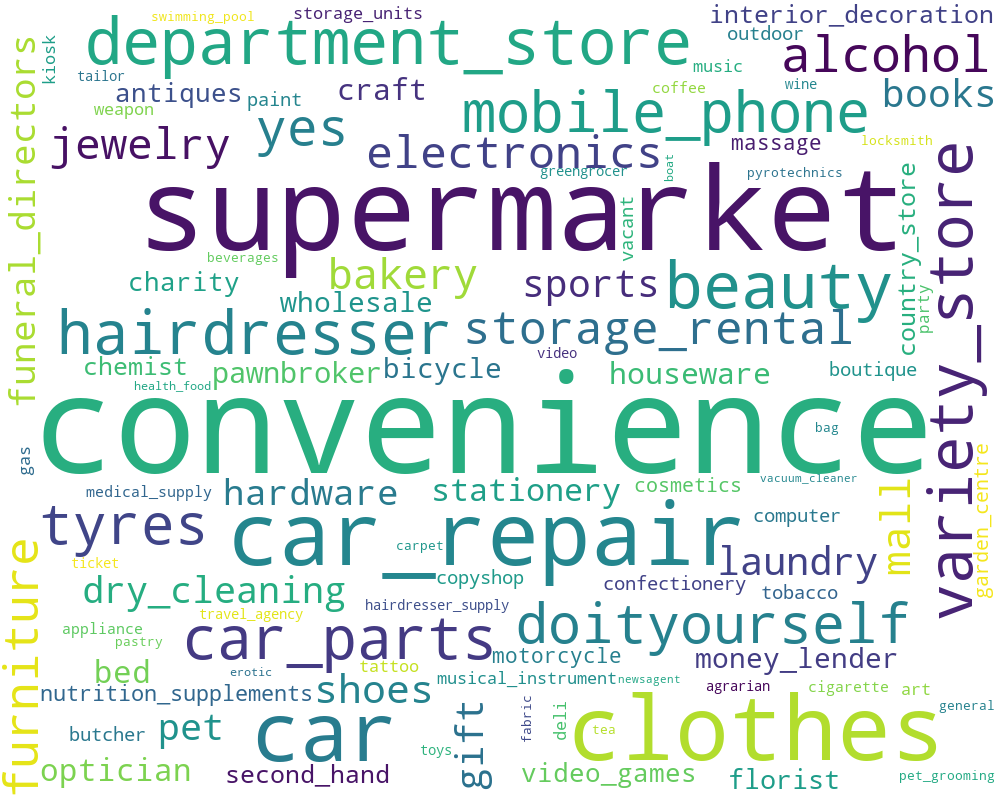 swimming_pool
storage_units
interior_decoration
department_store
outdoor
alcohol
kiosk
tailor
music
antiques
paint
craft
coffee
wine
books
weapon
yes
mobile_phone
jewelry
electronics
massage
locksmith
funeral_directors
greengrocer
boat
pyrotechnics
supermarket
vacant
country_store
variety_store
beverages
charity
bakery
sports
beauty
wholesale
party
hairdresser
storage_rental
video
chemist
pawnbroker
bicycle
houseware
boutique
health_food
convenience
bag
gas
medical_supply
hardware
stationery
cosmetics
vacuum_cleaner
mall
garden_centre
tyres
car_repair
computer
carpet
ticket
laundry
furniture
dry_cleaning
copyshop
confectionery
tobacco
travel_agency
hairdresser_supply
appliance
pastry
car_parts
doityourself
bed
tattoo
motorcycle
money_lender
erotic
nutrition_supplements
shoes
musical_instrument
newsagent
agrarian
cigarette
art
butcher
pet
car
gift
fabric
deli
tea
clothes
general
toys
optician
second_hand
video_games
florist
pet_grooming